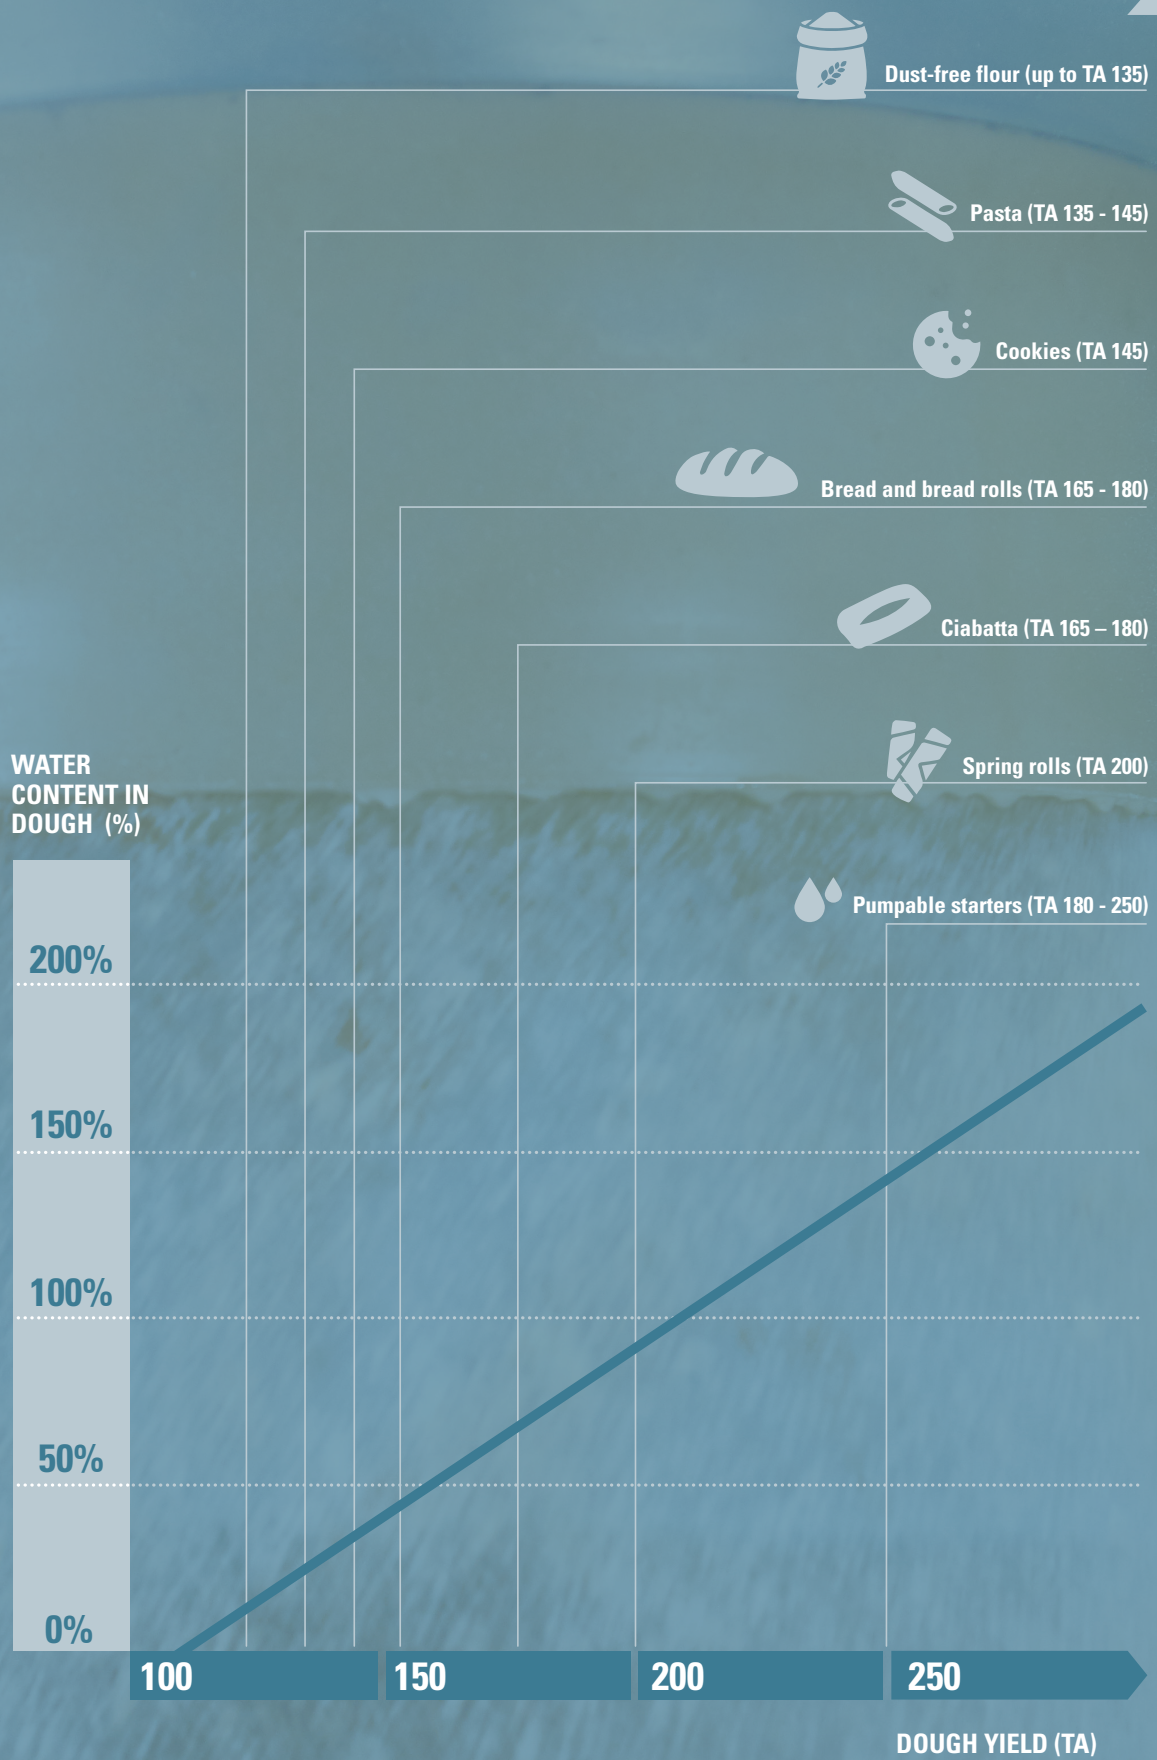 Dust-free flour (up to TA 135)
Pasta (TA 135 - 145)
Cookies (TA 145)
Bread and bread rolls (TA 165 - 180)
Ciabatta (TA 165 – 180)
Spring rolls (TA 200)
Pumpable starters (TA 180 - 250)
WATER
CONTENT IN
DOUGH (%)
200%
150%
100%
50%
0%
100 150 200 250
DOUGH YIELD (TA)